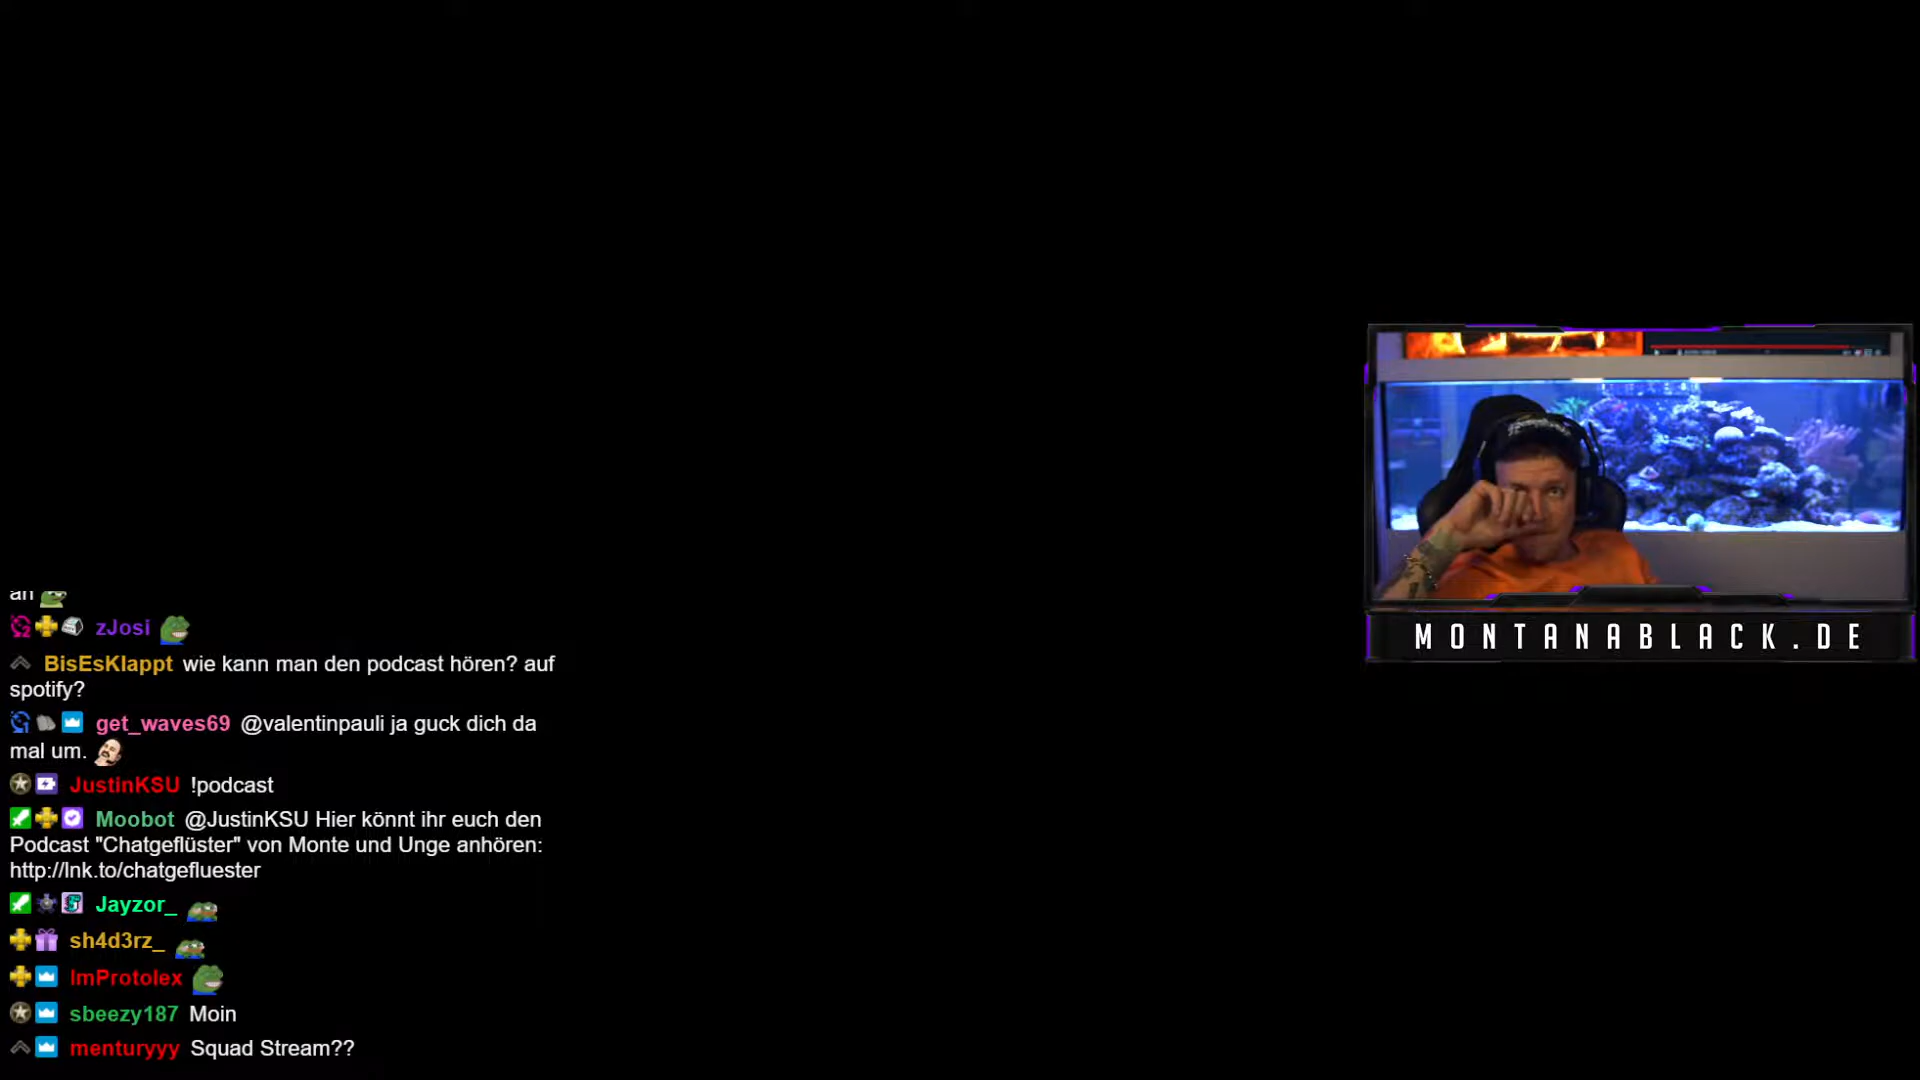 an
zJosi
BisEsKlappt wie kann man den podcast hören? auf
spotify?
get_waves69 @valentinpauli ja guck dich da
mal um.
JustinKSU !podcast
Moobot @JustinKSU Hier könnt ihr euch den
Podcast "Chatgeflüster" von Monte und Unge anhören:
http://lnk.to/chatgefluester
Jayzor_
sh4d3rz_
ImProtolex
sbeezy187 Moin
menturyyy Squad Stream??
MONTANABLACK.DE